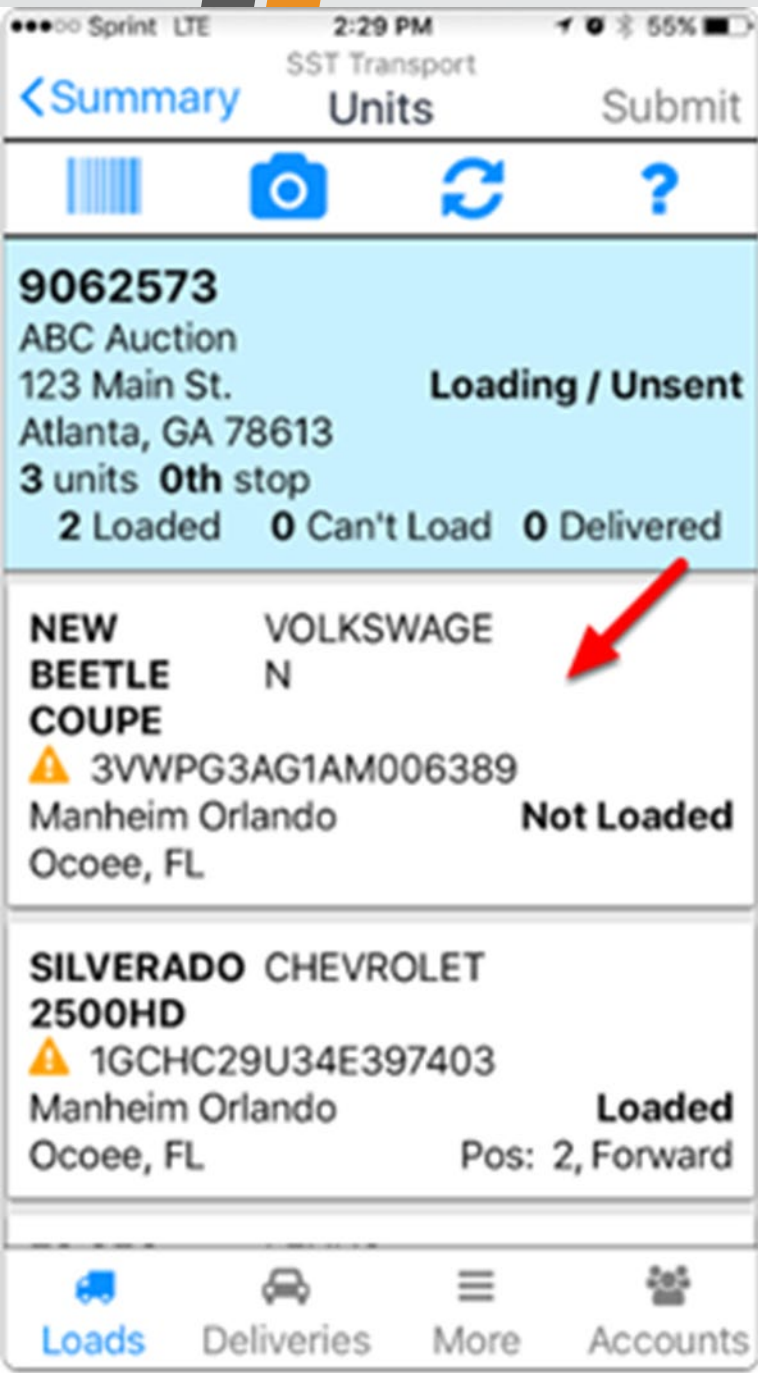 Sprint LTE 2:29 PM 55%
SST Transport
Summary Units Submit
?
9062573
ABC Auction
123 Main St. Loading / Unsent
Atlanta, GA 78613
3 units 0th stop
2 Loaded 0 Can't Load 0 Delivered
NEW VOLKSWAGE
BEETLE N
COUPE
3VWPG3AG1AM006389
Manheim Orlando Not Loaded
Ocoee, FL
SILVERADO CHEVROLET
2500HD
1GCHC29U34E397403
Manheim Orlando Loaded
Ocoee, FL Pos: 2, Forward
Loads Deliveries More Accounts